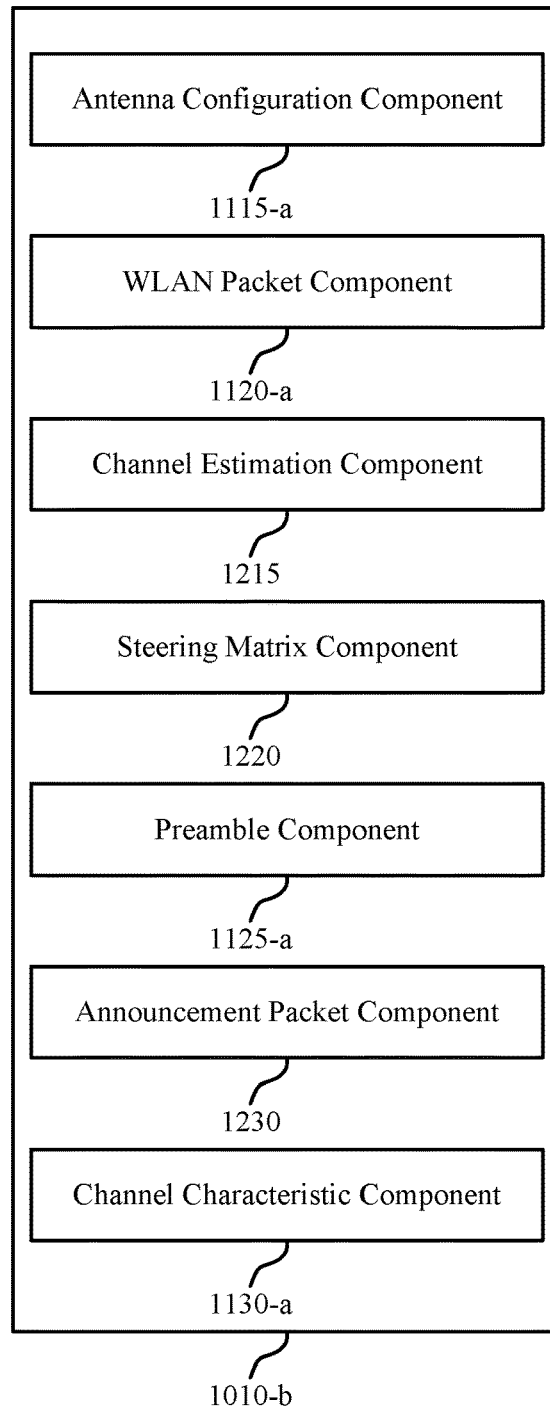 Antenna Configuration Component
1115-a
WLAN Packet Component
1120-a
Channel Estimation Component
1215
Steering Matrix Component
1220
Preamble Component
1125-a
Announcement Packet Component
1230
Channel Characteristic Component
1130-a
1010-b